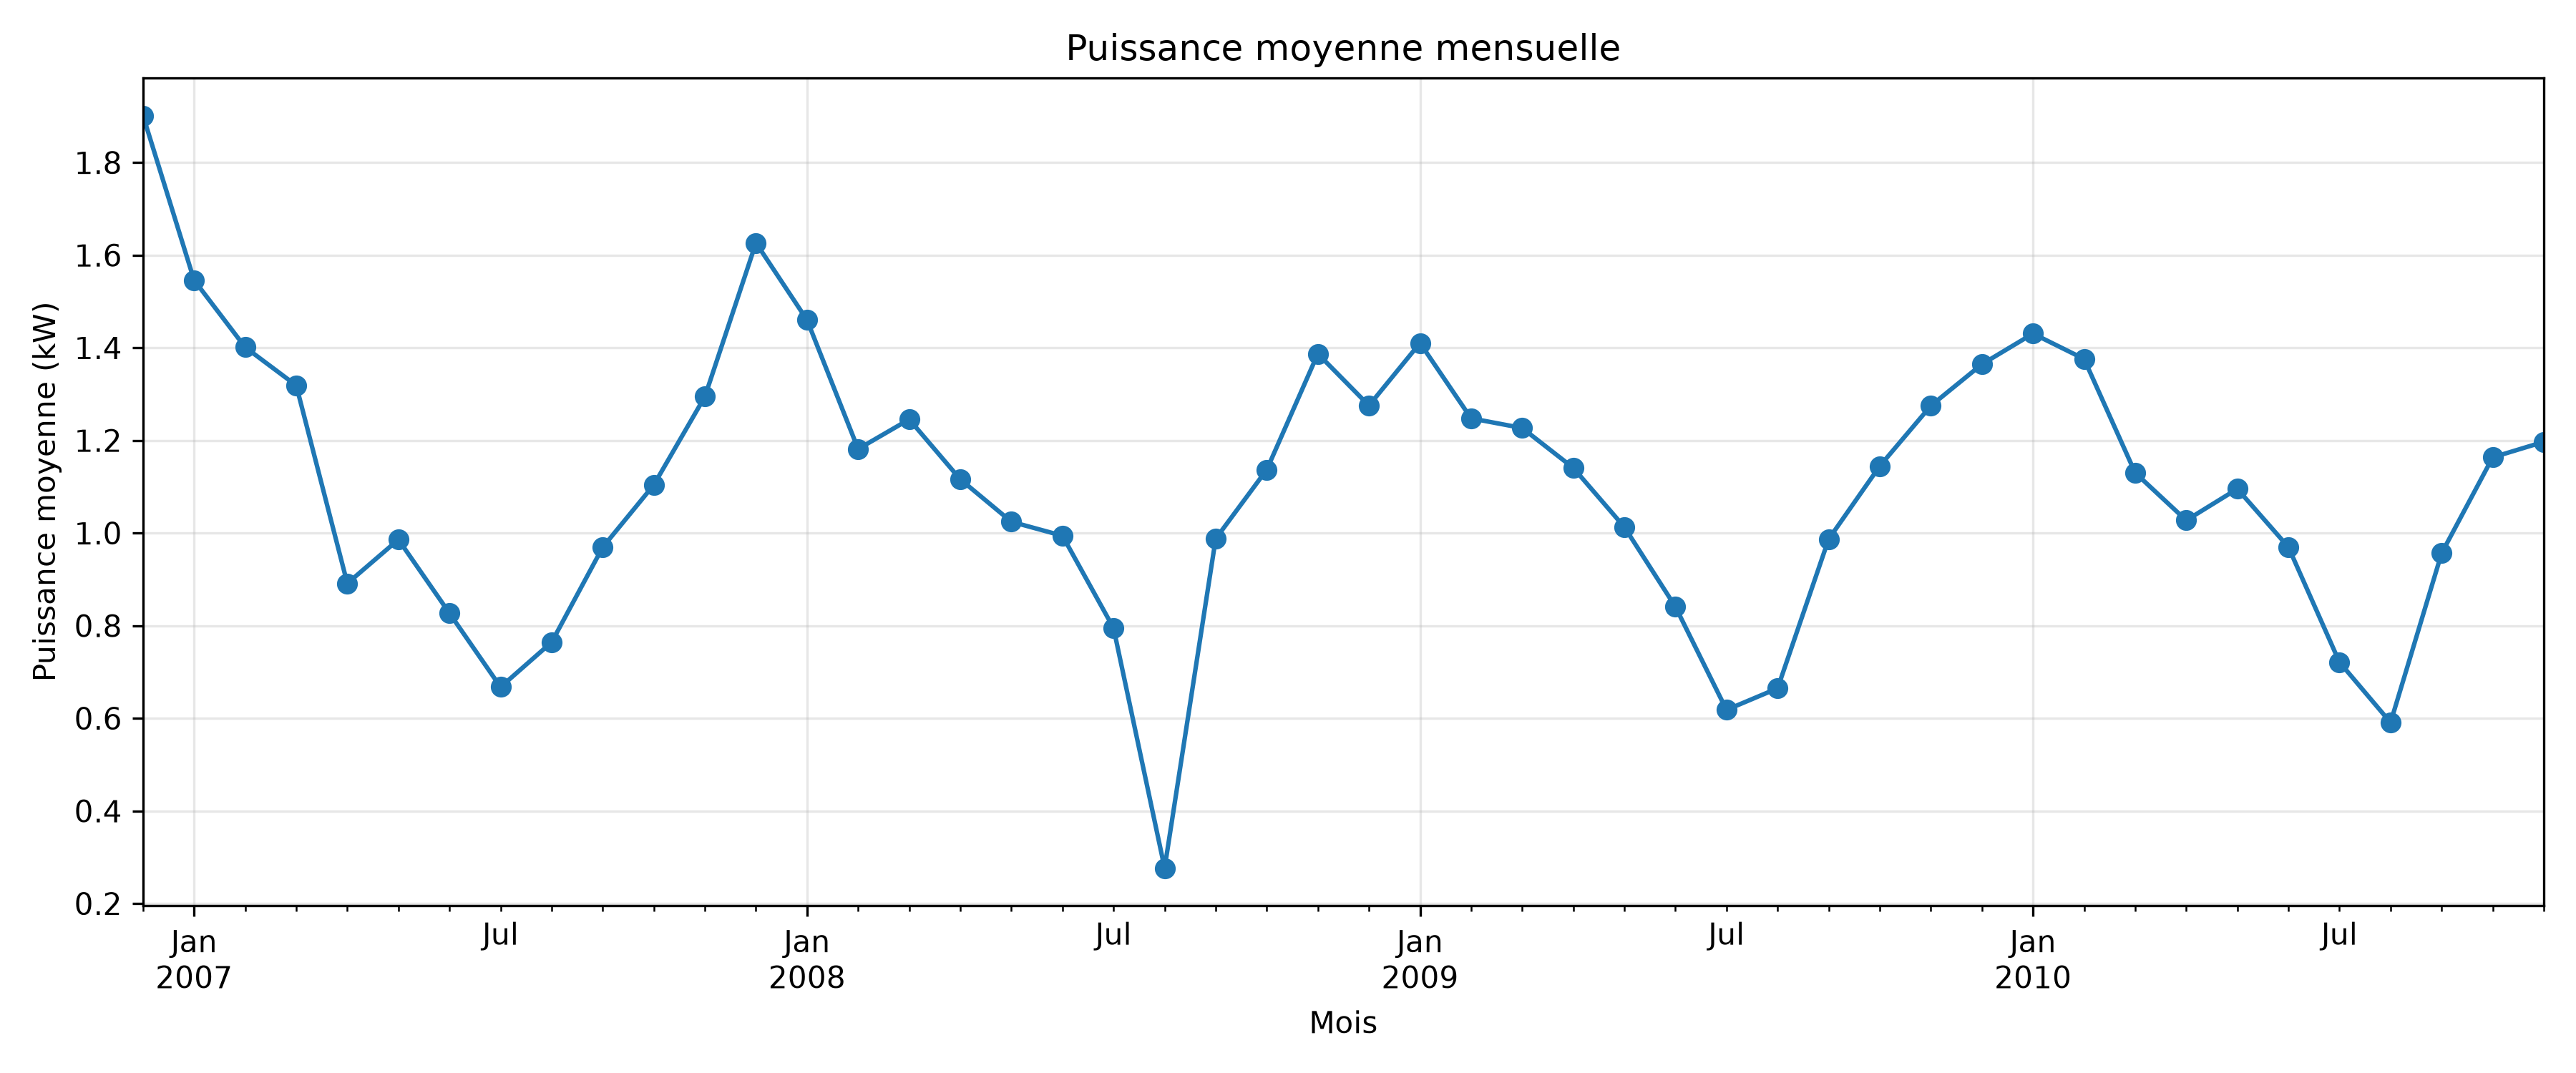 Puissance moyenne mensuelle
Puissance moyenne (kW)
1.8
1.6
1.4
1.2
1.0
0.8
0.6
0.4
0.2
Jan Jul Jan Jul Jan Jul Jan Jul
2007 2008 2009 2010
Mois